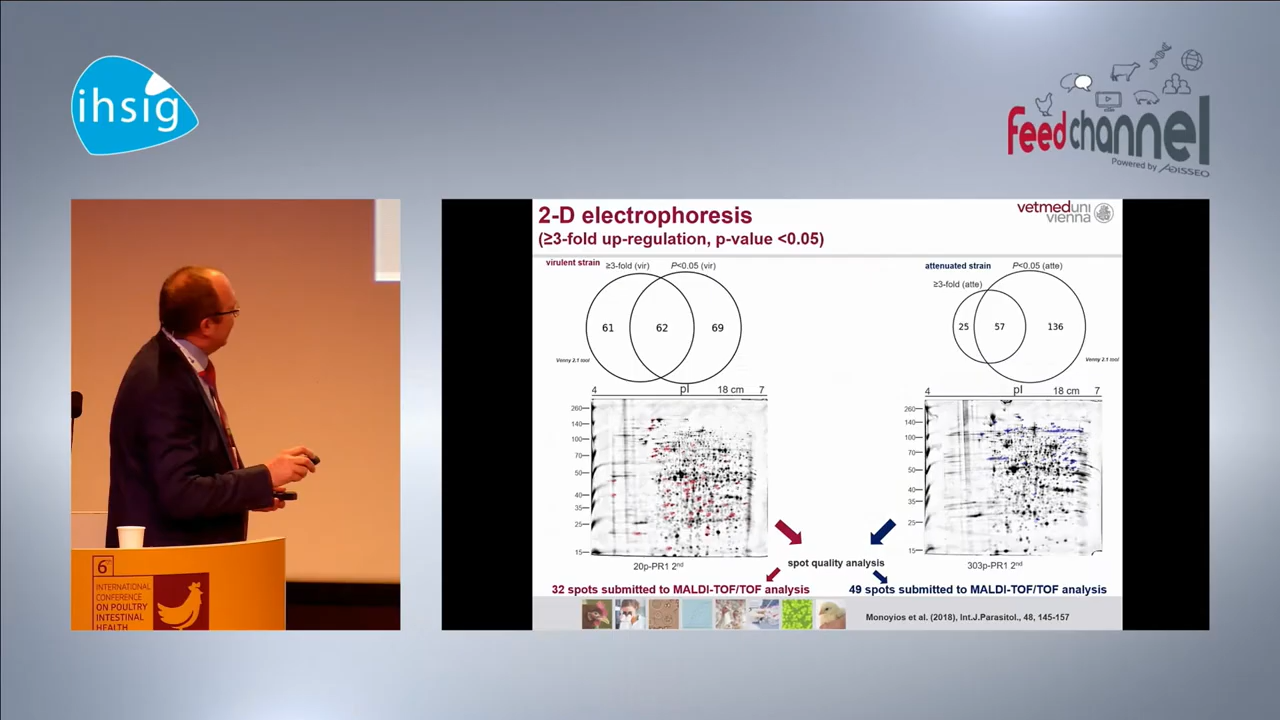 ihsig
feedchannel
Powered by ADISSEO
2-D electrophoresis
(≥3-fold up-regulation, p-value <0.05)
vetmeduni
vienna
virulent strain
≥3-fold (vir)
P<0.05 (vir)
61
62
69
Venny 2.1 tool
attenuated strain
P<0.05 (atte)
≥3-fold (atte)
25
57
136
Venny 2.1 tool
4
pI
18 cm
7
260
140
100
70
50
40
35
25
15
20p-PR1 2nd
4
pI
18 cm
7
260
140
100
70
50
40
35
25
15
303p-PR1 2nd
spot quality analysis
32 spots submitted to MALDI-TOF/TOF analysis
49 spots submitted to MALDI-TOF/TOF analysis
Monoyios et al. (2018), Int.J.Parasitol., 48, 145-157
6th
INTERNATIONAL
CONFERENCE
ON POULTRY
INTESTINAL
HEALTH